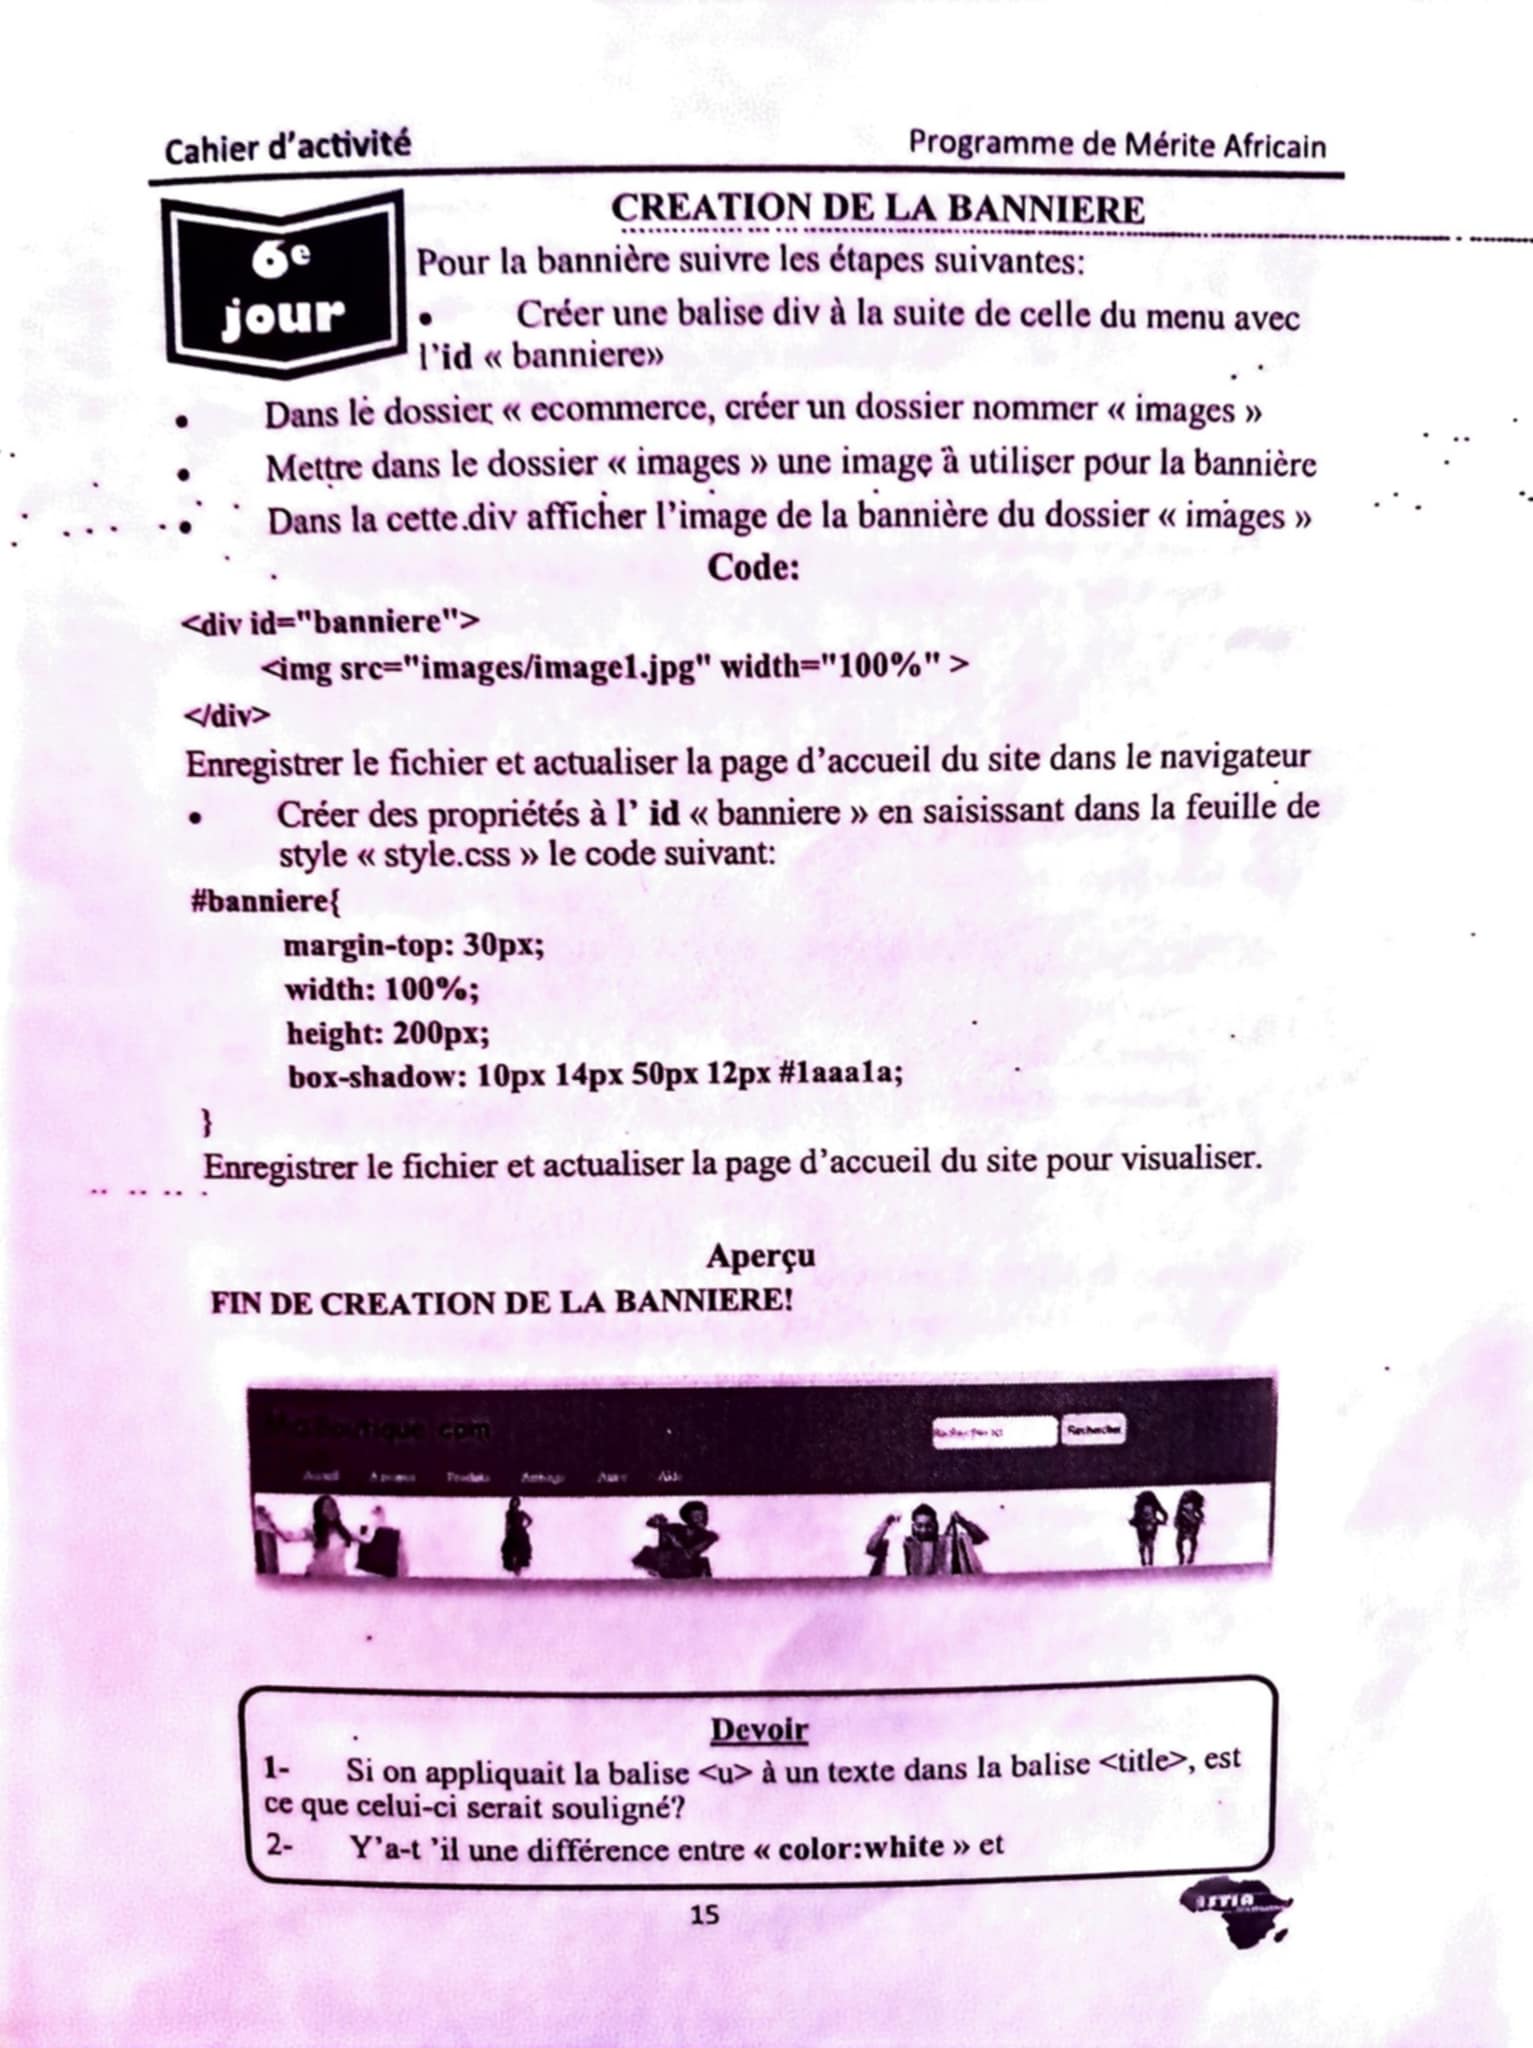 Cahier d'activité
Programme de Mérite Africain
6e
jour
CREATION DE LA BANNIERE
Pour la bannière suivre les étapes suivantes:
• Créer une balise div à la suite de celle du menu avec
l'id « banniere»
• Dans le dossier « ecommerce, créer un dossier nommer « images »
• Mettre dans le dossier « images » une image à utiliser pour la bannière
• Dans la cette div afficher l'image de la bannière du dossier « images »
Code:
<div id="banniere">
<img src="images/image1.jpg" width="100%" >
</div>
Enregistrer le fichier et actualiser la page d'accueil du site dans le navigateur
• Créer des propriétés à l' id « banniere » en saisissant dans la feuille de
style « style.css » le code suivant:
#banniere{
margin-top: 30px;
width: 100%;
height: 200px;
box-shadow: 10px 14px 50px 12px #1aaa1a;
}
Enregistrer le fichier et actualiser la page d'accueil du site pour visualiser.
Aperçu
FIN DE CREATION DE LA BANNIERE!
Ma Boutique com
Rechercher
Accueil A propos Produits Aide
Devoir
1- Si on appliquait la balise <u> à un texte dans la balise <title>, est
ce que celui-ci serait souligné?
2- Y'a-t 'il une différence entre « color:white » et
15